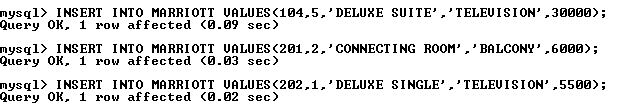 mysql> INSERT INTO MARRIOTT VALUES(104,5,'DELUXE SUITE','TELEVISION',30000);
Query OK, 1 row affected (0.09 sec)
mysql> INSERT INTO MARRIOTT VALUES(201,2,'CONNECTING ROOM','BALCONY',6000);
Query OK, 1 row affected (0.03 sec)
mysql> INSERT INTO MARRIOTT VALUES(202,1,'DELUXE SINGLE','TELEVISION',5500);
Query OK, 1 row affected (0.02 sec)